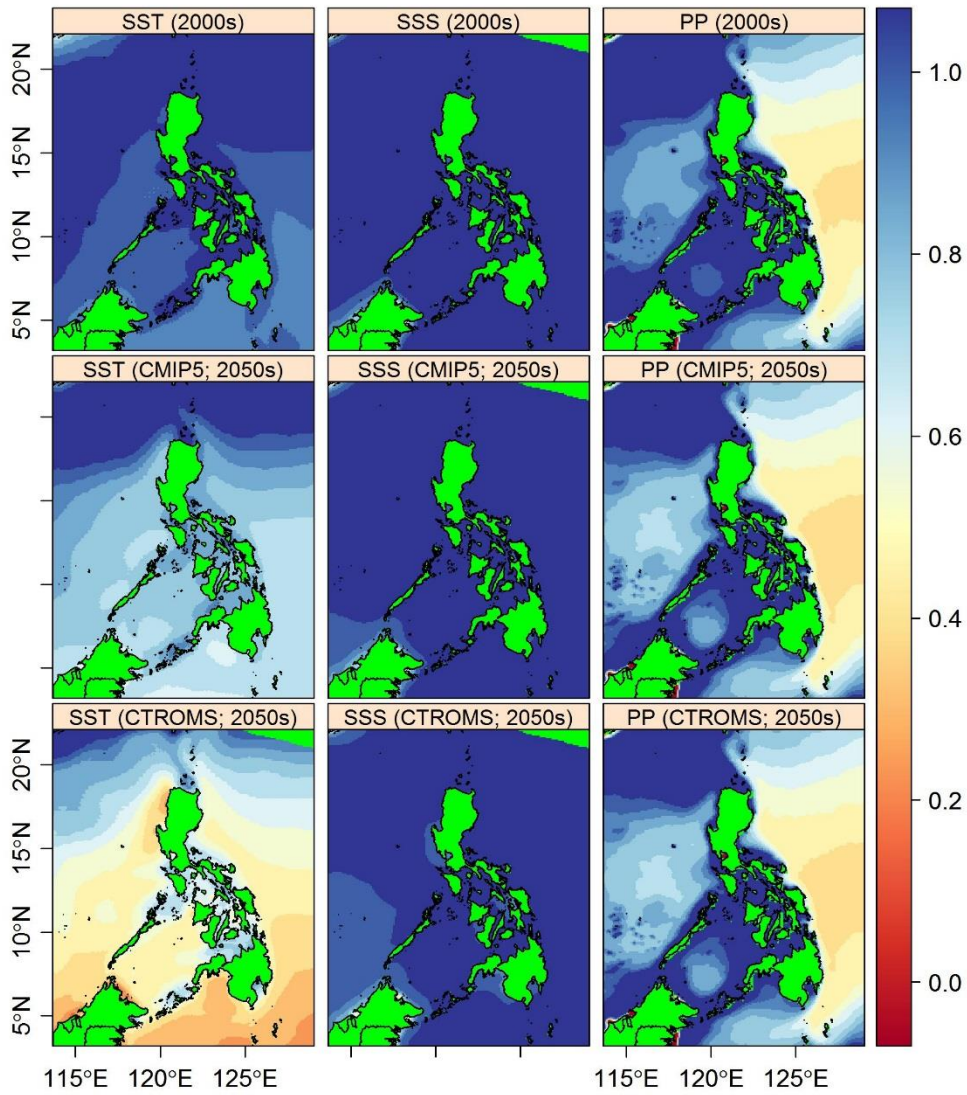 SST (2000s) SSS (2000s) PP (2000s)
20°N
15°N
10°N
5°N
1.0
0.8
SST (CMIP5; 2050s) SSS (CMIP5; 2050s) PP (CMIP5; 2050s)
0.6
0.4
SST (CTROMS; 2050s) SSS (CTROMS; 2050s) PP (CTROMS; 2050s)
20°N
15°N
10°N
5°N
0.2
0.0
115°E 120°E 125°E 115°E 120°E 125°E